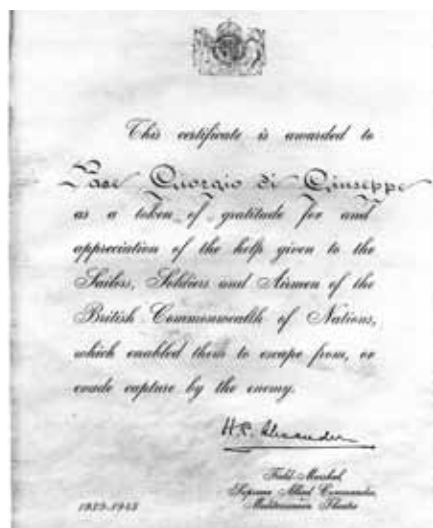 This certificate is awarded to
Pase Giorgio di Giuseppe
as a token of gratitude for and
appreciation of the help given to the
Sailors, Soldiers and Airmen of the
British Commonwealth of Nations,
which enabled them to escape from, or
evade capture by the enemy.
H.R. Alexander
Field-Marshal,
Supreme Allied Commander,
Mediterranean Theatre
1939-1945